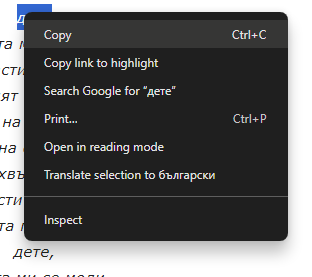 Copy Ctrl+C
Copy link to highlight
Search Google for “дете”
Print... Ctrl+P
Open in reading mode
Translate selection to български
Inspect
дете,